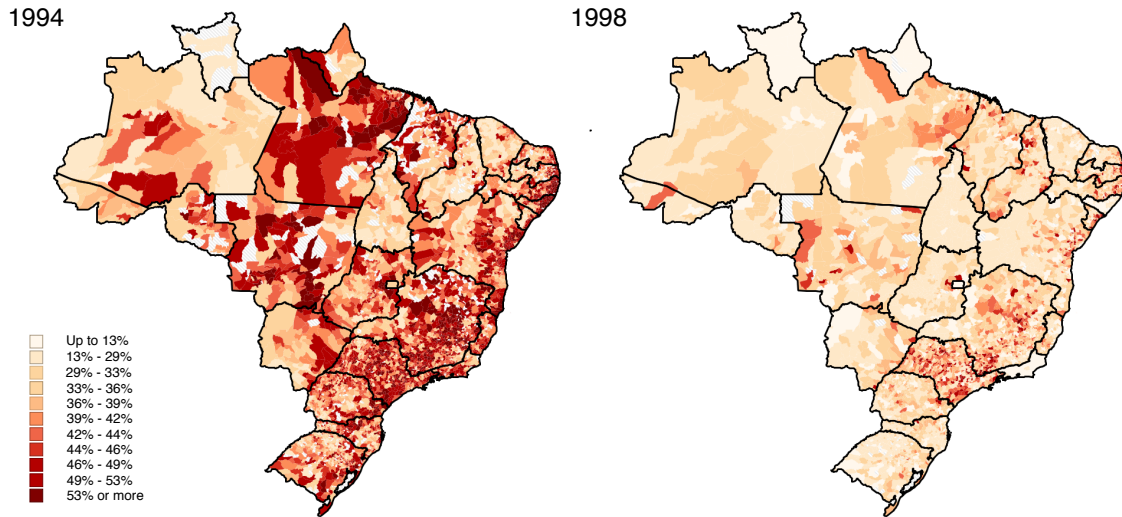 1994
1998
Up to 13%
13% - 29%
29% - 33%
33% - 36%
36% - 39%
39% - 42%
42% - 44%
44% - 46%
46% - 49%
49% - 53%
53% or more